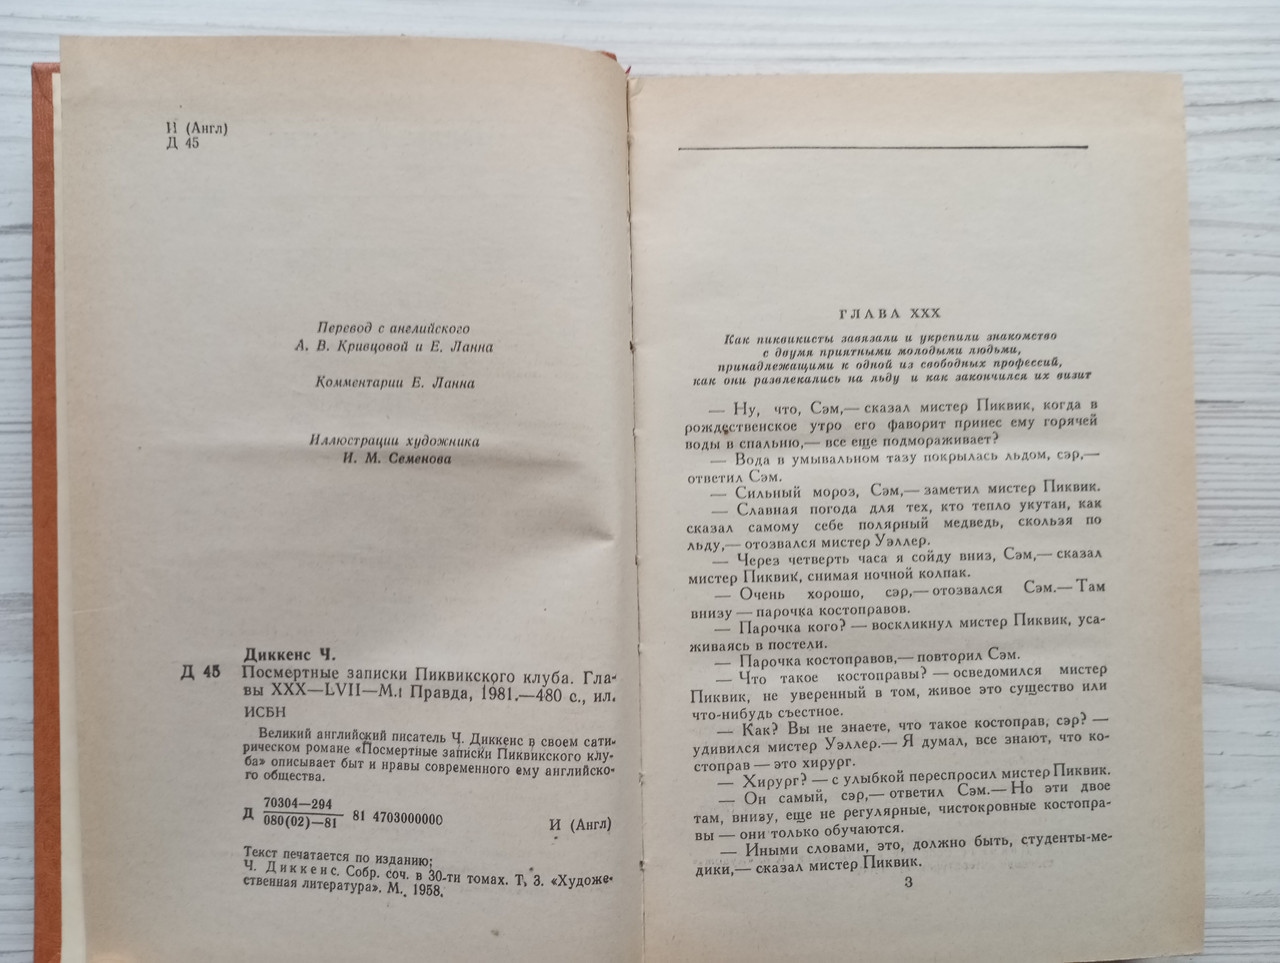 И (Англ)
Д 45
Перевод с английского
А. В. Кривцовой и Е. Ланна
Комментарии Е. Ланна
Иллюстрации художника
И. М. Семенова
Диккенс Ч.
Д 45 Посмертные записки Пиквикского клуба. Гла-
вы XXX—LVII—М.: Правда, 1981.—480 с., ил.
ИСБН
Великий английский писатель Ч. Диккенс в своем сати-
рическом романе «Посмертные записки Пиквикского клу-
ба» описывает быт и нравы современного ему английско-
го общества.
Д 70304—294
080(02)—81 81 4703000000
И (Англ)
Текст печатается по изданию:
Ч. Диккенс. Собр. соч. в 30-ти томах. Т. 3. «Художе-
ственная литература». М., 1958.
ГЛАВА XXX
Как пиквикисты завязали и укрепили знакомство
с двумя приятными молодыми людьми,
принадлежащими к одной из свободных профессий,
как они развлекались на льду и как закончился их визит
— Ну, что, Сэм,— сказал мистер Пиквик, когда в
рождественское утро его фаворит принес ему горячей
воды в спальню,— все еще подмораживает?
— Вода в умывальном тазу покрылась льдом, сэр,—
ответил Сэм.
— Сильный мороз, Сэм,— заметил мистер Пиквик.
— Славная погода для тех, кто тепло укутан, как
сказал самому себе полярный медведь, скользя по
льду,— отозвался мистер Уэллер.
— Через четверть часа я сойду вниз, Сэм,— сказал
мистер Пиквик, снимая ночной колпак.
— Очень хорошо, сэр,— отозвался Сэм.— Там
внизу — парочка костоправов.
— Парочка кого? — воскликнул мистер Пиквик, уса-
живаясь в постели.
— Парочка костоправов,— повторил Сэм.
— Что такое костоправы? — осведомился мистер
Пиквик, не уверенный в том, живое это существо или
что-нибудь съестное.
— Как? Вы не знаете, что такое костоправ, сэр? —
удивился мистер Уэллер.— Я думал, все знают, что ко-
стоправ — это хирург.
— Хирург? — с улыбкой переспросил мистер Пиквик.
— Он самый, сэр,— ответил Сэм.— Но эти двое
там, внизу, еще не регулярные, чистокровные костопра-
вы — они только обучаются.
— Иными словами, это, должно быть, студенты-ме-
дики,— сказал мистер Пиквик.
3